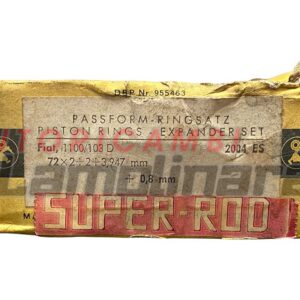 DBP Nr 955463
PASSFORM-RINGSATZ
PISTON RINGS - EXPANDER SET
Fiat, 1100/103 D 2004 ES
72×2÷2÷3,947 mm
+ 0,8 mm
SUPER-ROD